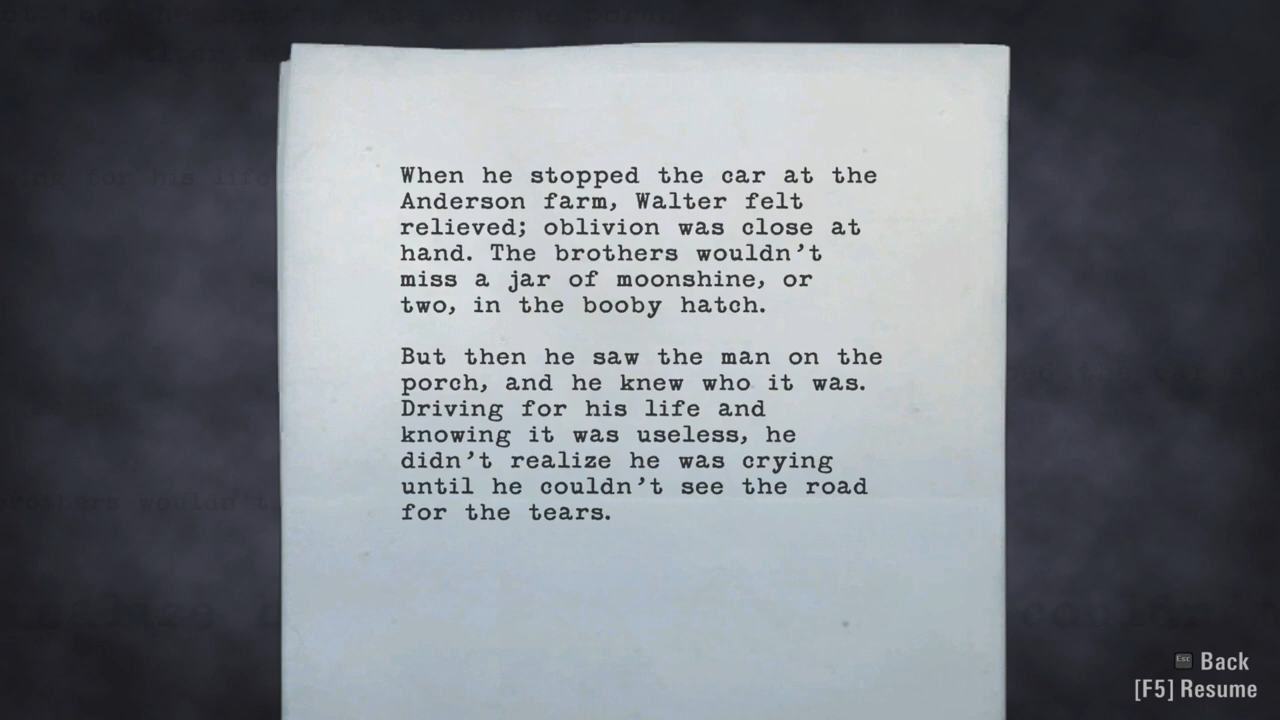 When he stopped the car at the
Anderson farm, Walter felt
relieved; oblivion was close at
hand. The brothers wouldn't
miss a jar of moonshine, or
two, in the booby hatch.
But then he saw the man on the
porch, and he knew who it was.
Driving for his life and
knowing it was useless, he
didn't realize he was crying
until he couldn't see the road
for the tears.
Esc Back
[F5] Resume